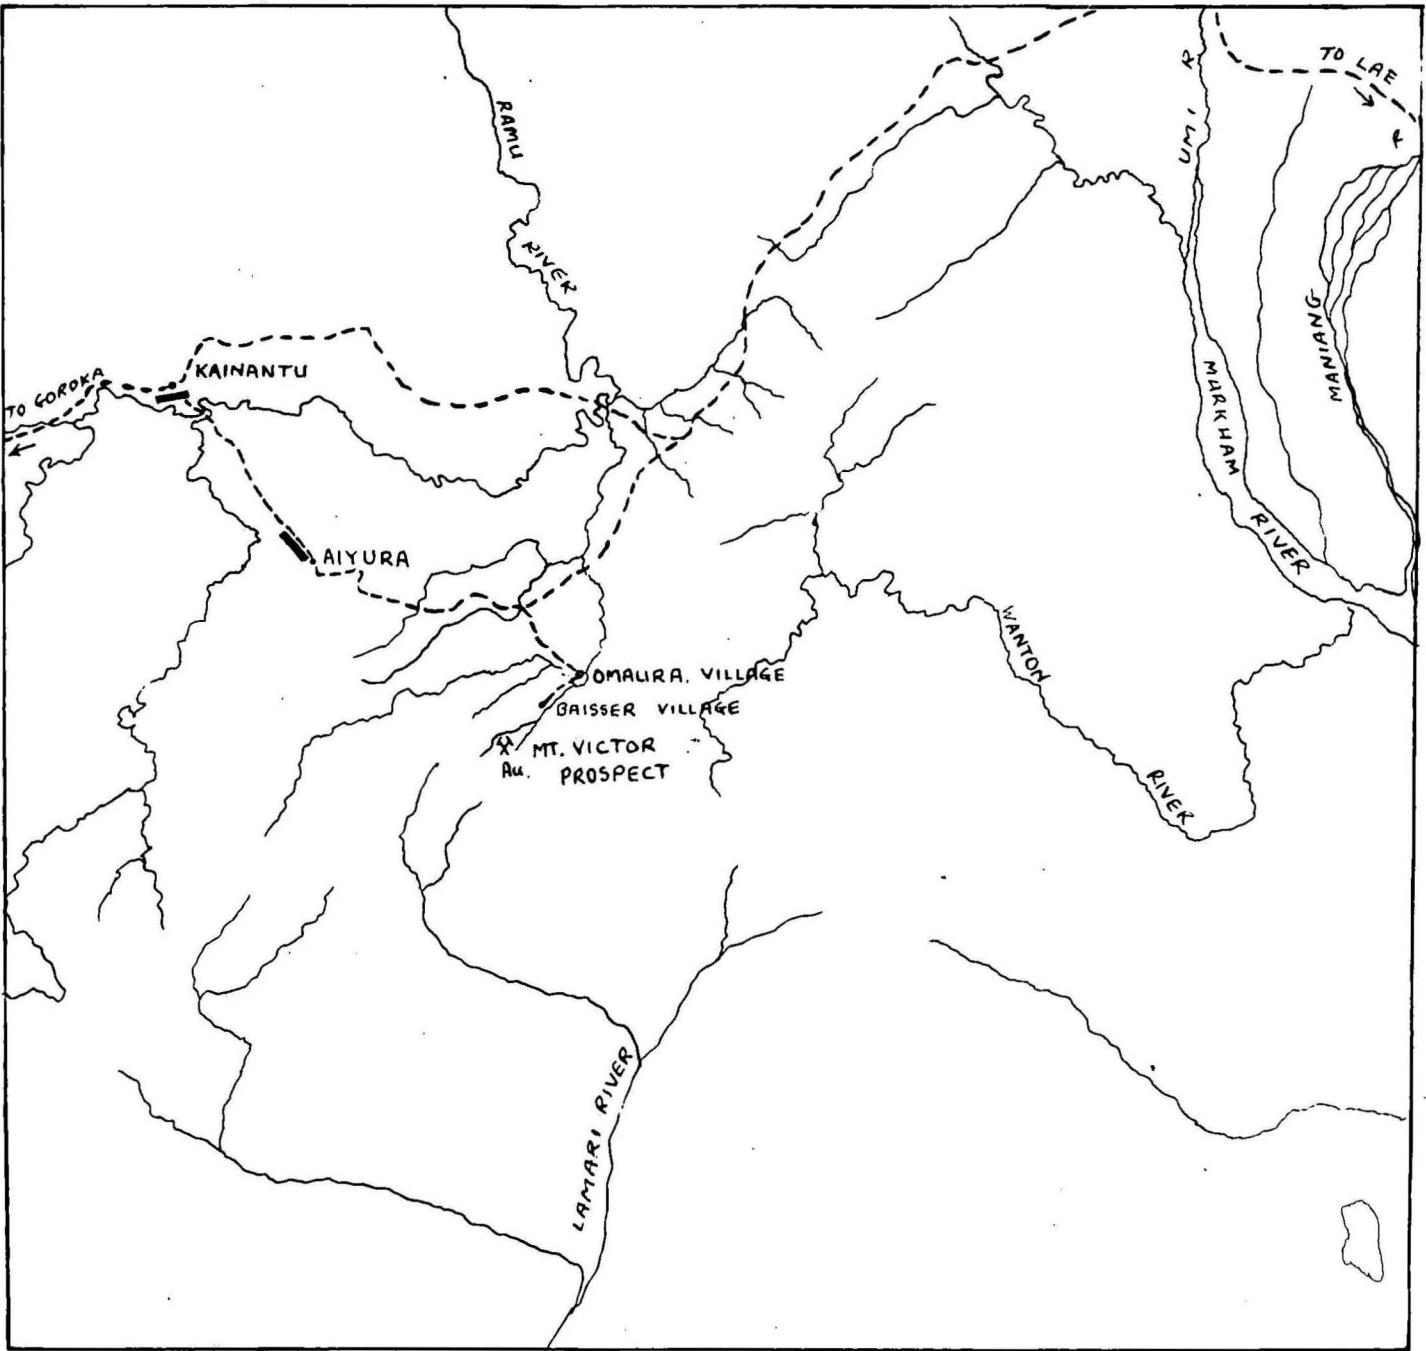 TO LAE
UMI R
RAMU
RIVER
R
MANIANG
KAINANTU
TO GOROKA
MARKHAM
RIVER
AIYURA
WANTON
RIVER
OMAURA. VILLAGE
BAISSER VILLAGE
MT. VICTOR
Au. PROSPECT
LAMARI RIVER